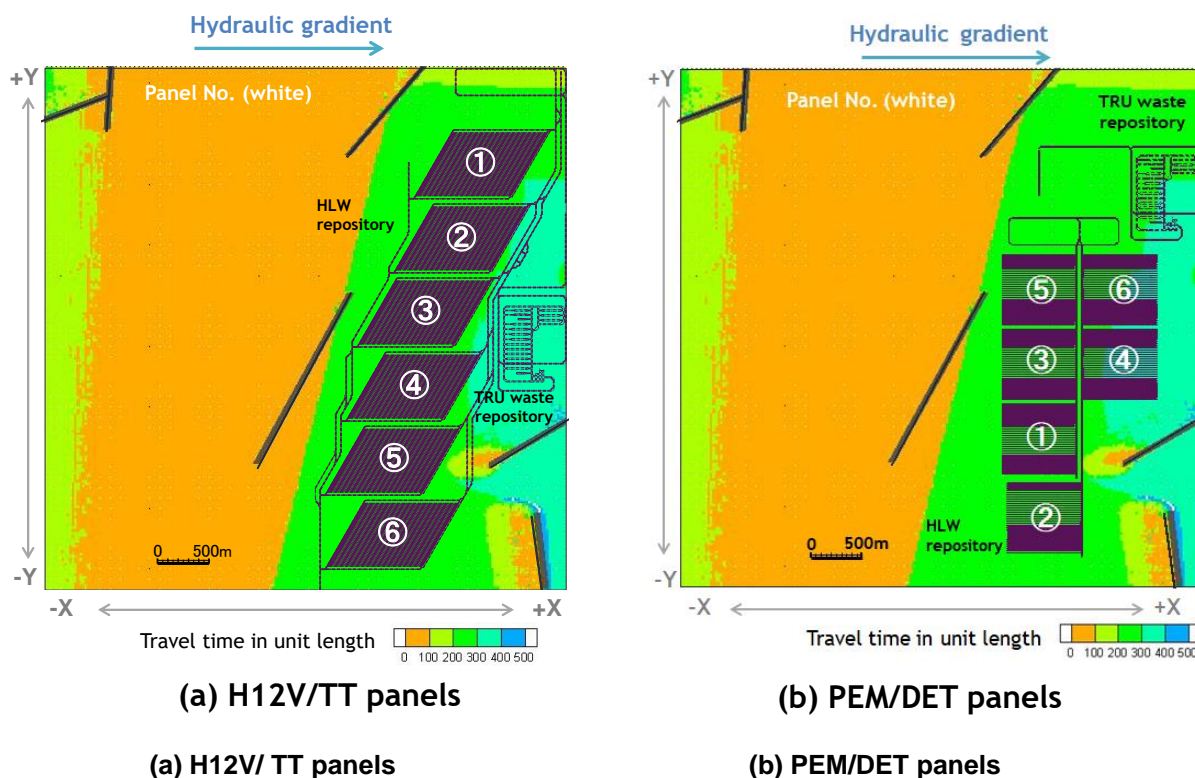 Hydraulic gradient
+Y
Panel No. (white)
①
HLW
repository
②
③
④
TRU waste
repository
⑤
⑥
0 500m
-Y
-X
+X
Travel time in unit length
0 100 200 300 400 500
(a) H12V/TT panels
Hydraulic gradient
+Y
Panel No. (white)
TRU waste
repository
⑤
⑥
③
④
①
②
HLW
repository
0 500m
-Y
-X
+X
Travel time in unit length
0 100 200 300 400 500
(b) PEM/DET panels
(a) H12V/ TT panels
(b) PEM/DET panels